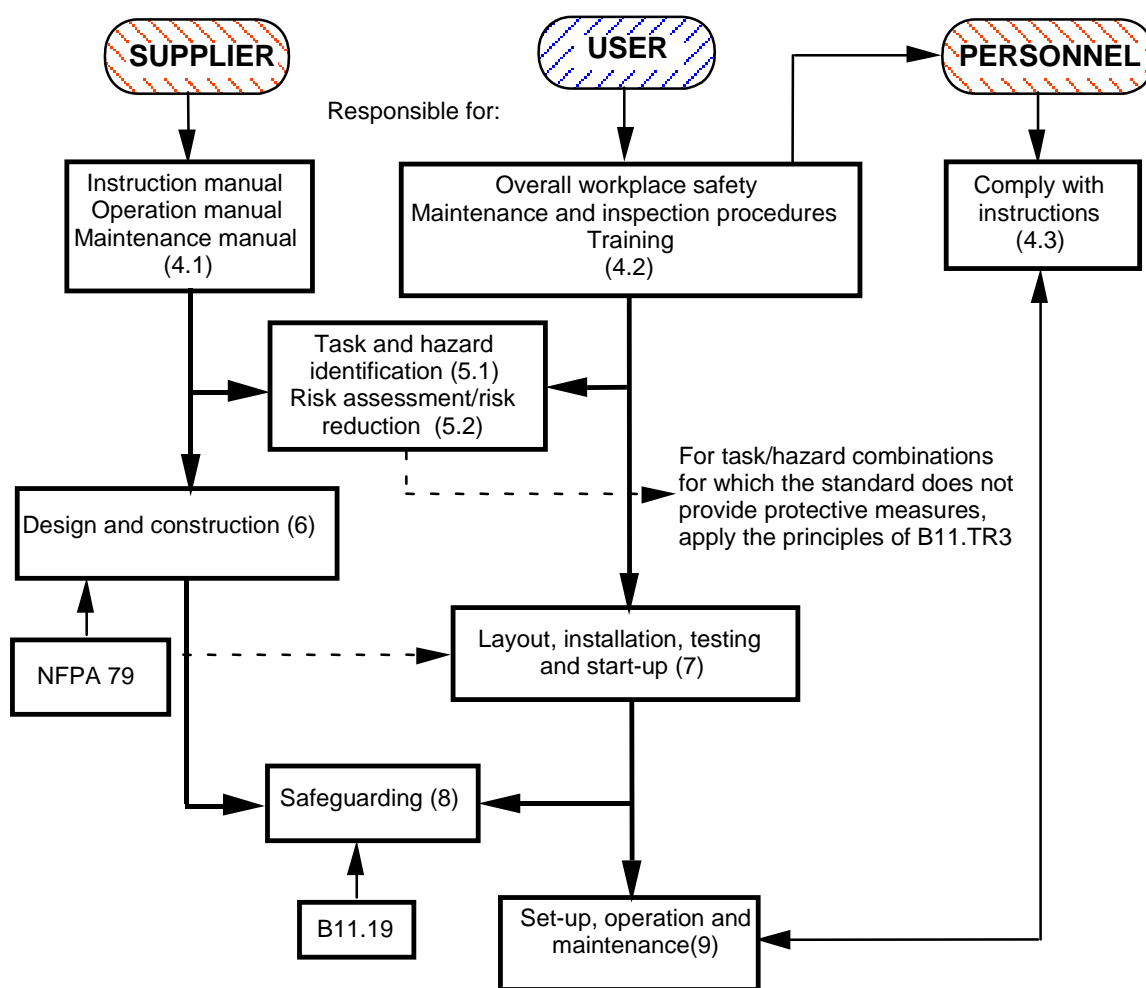 SUPPLIER
USER
PERSONNEL
Responsible for:
Instruction manual
Operation manual
Maintenance manual
(4.1)
Overall workplace safety
Maintenance and inspection procedures
Training
(4.2)
Comply with
instructions
(4.3)
Task and hazard
identification (5.1)
Risk assessment/risk
reduction (5.2)
For task/hazard combinations
for which the standard does not
provide protective measures,
apply the principles of B11.TR3
Design and construction (6)
NFPA 79
Layout, installation, testing
and start-up (7)
Safeguarding (8)
B11.19
Set-up, operation and
maintenance(9)